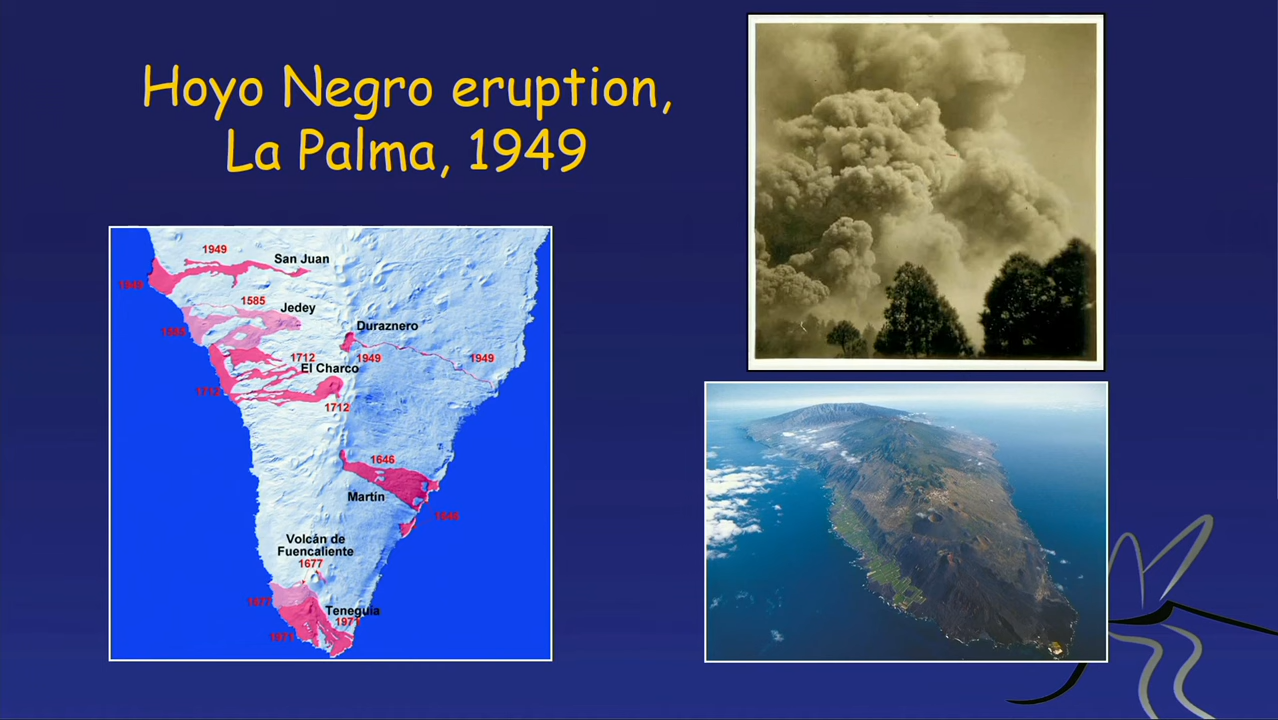 Hoyo Negro eruption,
La Palma, 1949
1949
San Juan
1949
1585
Jedey
Duraznero
1585
1712
1949
1949
El Charco
1712
1712
1646
Martín
1646
Volcán de
Fuencaliente
1677
1677
Teneguía
1971
1971